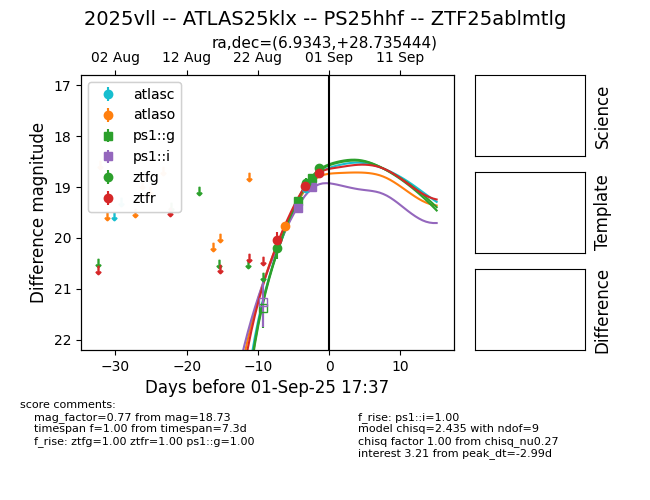 2025vll -- ATLAS25klx -- PS25hhf -- ZTF25ablmtlg
ra,dec=(6.9343,+28.735444)
02 Aug 12 Aug 22 Aug 01 Sep 11 Sep
17
18
19
20
21
22
Difference magnitude
atlasc
atlaso
ps1::g
ps1::i
ztfg
ztfr
−30 −20 −10 0 10
Days before 01-Sep-25 17:37
Science
Template
Difference
score comments:
mag_factor=0.77 from mag=18.73
timespan f=1.00 from timespan=7.3d
f_rise: ztfg=1.00 ztfr=1.00 ps1::g=1.00
f_rise: ps1::i=1.00
model chisq=2.435 with ndof=9
chisq factor 1.00 from chisq_nu0.27
interest 3.21 from peak_dt=-2.99d